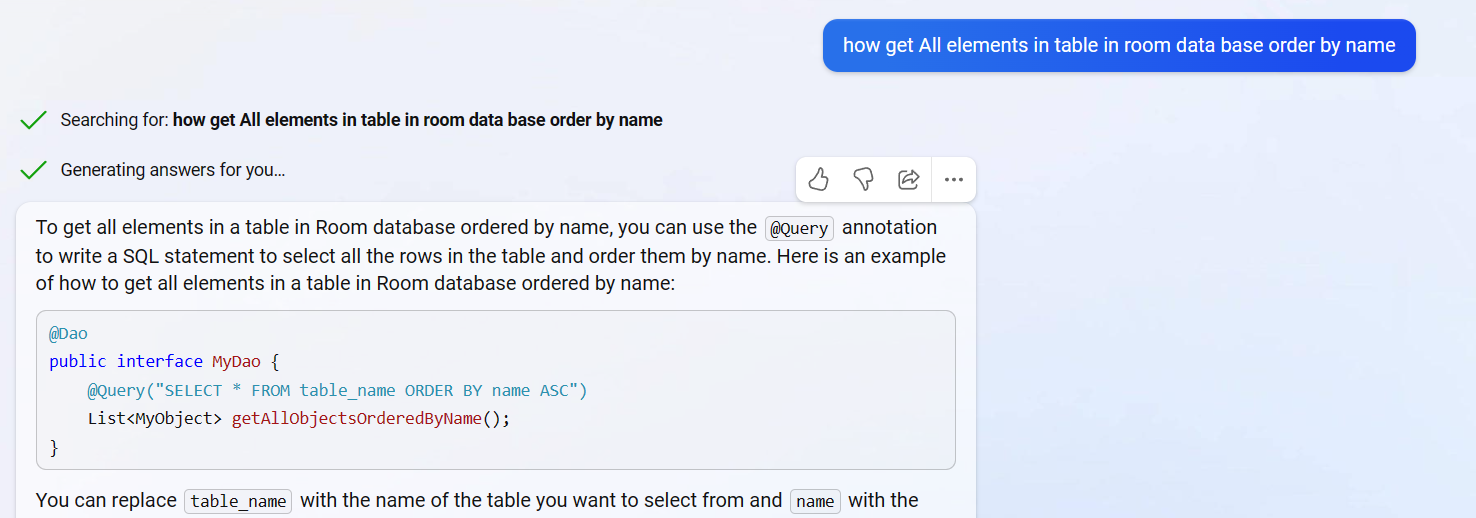 how get All elements in table in room data base order by name
Searching for: how get All elements in table in room data base order by name
Generating answers for you...
To get all elements in a table in Room database ordered by name, you can use the @Query annotation
to write a SQL statement to select all the rows in the table and order them by name. Here is an example
of how to get all elements in a table in Room database ordered by name:
@Dao
public interface MyDao {
    @Query("SELECT * FROM table_name ORDER BY name ASC")
    List<MyObject> getAllObjectsOrderedByName();
}
You can replace table_name with the name of the table you want to select from and name with the